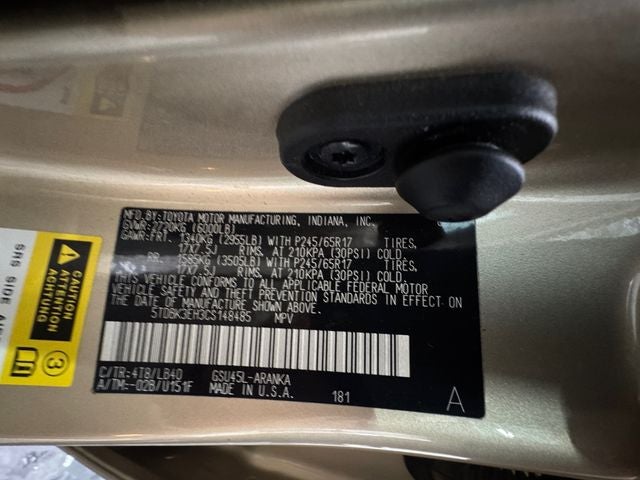 MFD.BY:TOYOTA MOTOR MANUFACTURING, INDIANA, INC.
GVWR:2720KG (6000LB)
GAWR:FRT. 1340KG (2955LB) WITH P245/65R17 TIRES,
17X7.5J RIMS, AT 210KPA (30PSI) COLD.
RR. 1595KG (3505LB) WITH P245/65R17 TIRES,
17X7.5J RIMS, AT 210KPA (30PSI) COLD.
THIS VEHICLE CONFORMS TO ALL APPLICABLE FEDERAL MOTOR
VEHICLE SAFETY AND THEFT PREVENTION STANDARDS IN EFFECT ON
THE DATE OF MANUFACTURE SHOWN ABOVE.
5TDBK3EH3CS148485 MPV
C/TR:4T8/LB40 GSU45L-ARANKA
A/TM:-02B/U151F MADE IN U.S.A. 181
A
SRS SIDE
CAUTION
ATTENTION
ACHTUNG
3